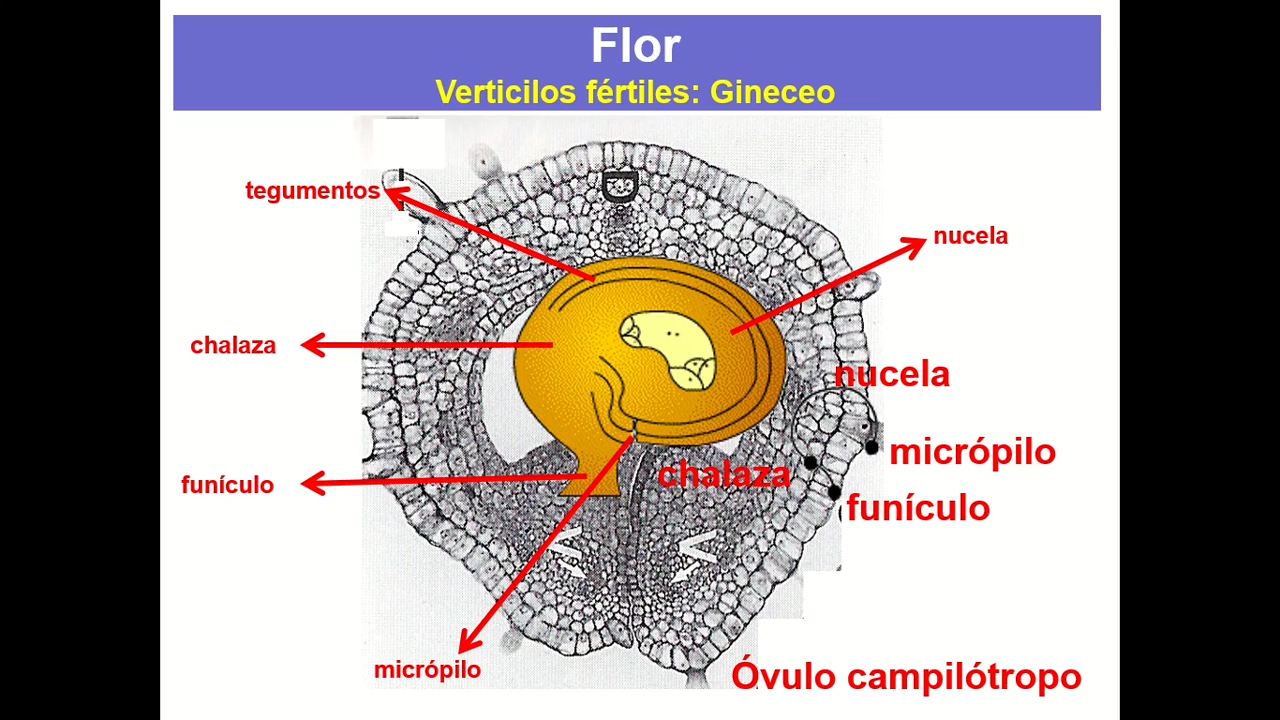 Flor
Verticilos fértiles: Gineceo
tegumentos
nucela
chalaza
nucela
micrópilo
chalaza
funículo
funículo
micrópilo
Óvulo campilótropo